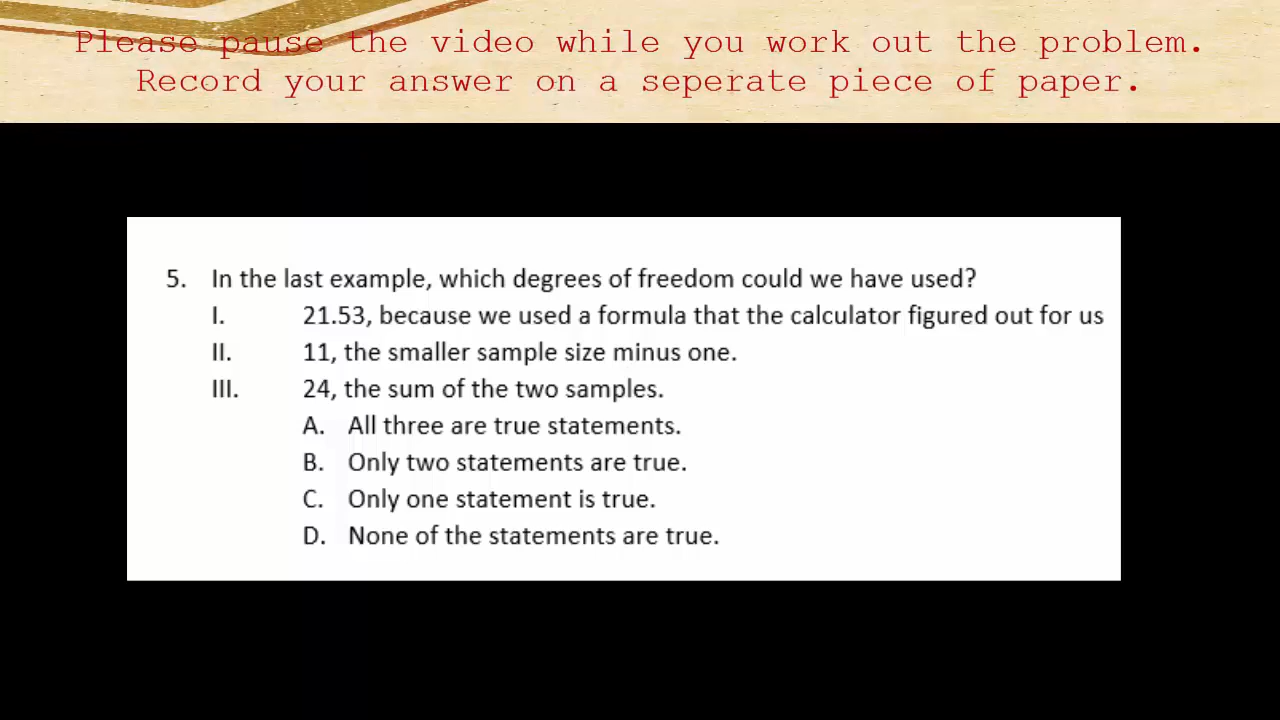 Please pause the video while you work out the problem.
Record your answer on a seperate piece of paper.
5. In the last example, which degrees of freedom could we have used?
I. 21.53, because we used a formula that the calculator figured out for us
II. 11, the smaller sample size minus one.
III. 24, the sum of the two samples.
A. All three are true statements.
B. Only two statements are true.
C. Only one statement is true.
D. None of the statements are true.